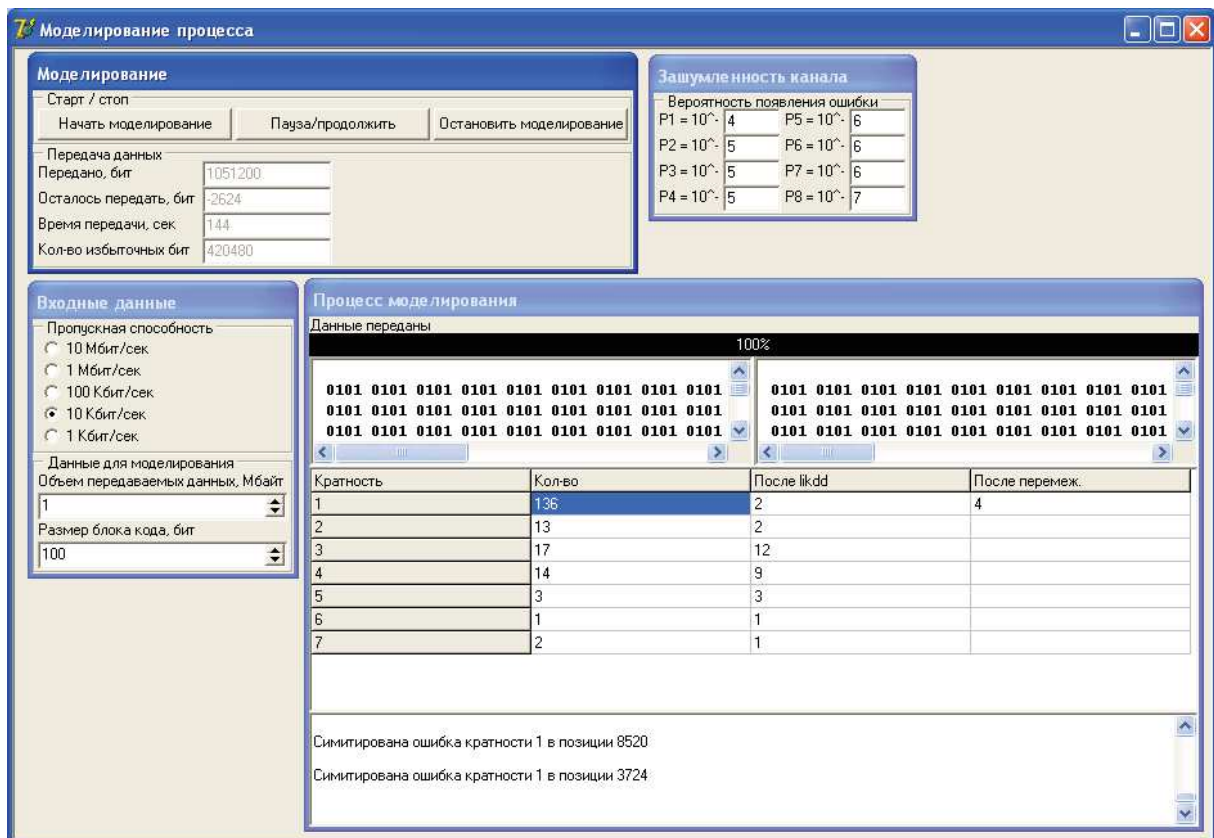 Моделирование процесса
Моделирование
Старт / стоп
Начать моделирование
Пауза/продолжить
Остановить моделирование
Передача данных
Передано, бит 1051200
Осталось передать, бит -2624
Время передачи, сек 144
Кол-во избыточных бит 420480
Зашумленность канала
Вероятность появления ошибки
P1 = 10^- 4 P5 = 10^- 6
P2 = 10^- 5 P6 = 10^- 6
P3 = 10^- 5 P7 = 10^- 6
P4 = 10^- 5 P8 = 10^- 7
Входные данные
Пропускная способность
10 Мбит/сек
1 Мбит/сек
100 Кбит/сек
10 Кбит/сек
1 Кбит/сек
Данные для моделирования
Объем передаваемых данных, Мбайт
1
Размер блока кода, бит
100
Процесс моделирования
Данные переданы
100%
0101 0101 0101 0101 0101 0101 0101 0101 0101 0101 0101 0101 0101 0101 0101 0101 0101 0101
0101 0101 0101 0101 0101 0101 0101 0101 0101 0101 0101 0101 0101 0101 0101 0101 0101 0101
0101 0101 0101 0101 0101 0101 0101 0101 0101 0101 0101 0101 0101 0101 0101 0101 0101 0101
Кратность Кол-во После likdd После перемеж.
1 136 2 4
2 13 2
3 17 12
4 14 9
5 3 3
6 1 1
7 2 1
Симитирована ошибка кратности 1 в позиции 8520
Симитирована ошибка кратности 1 в позиции 3724